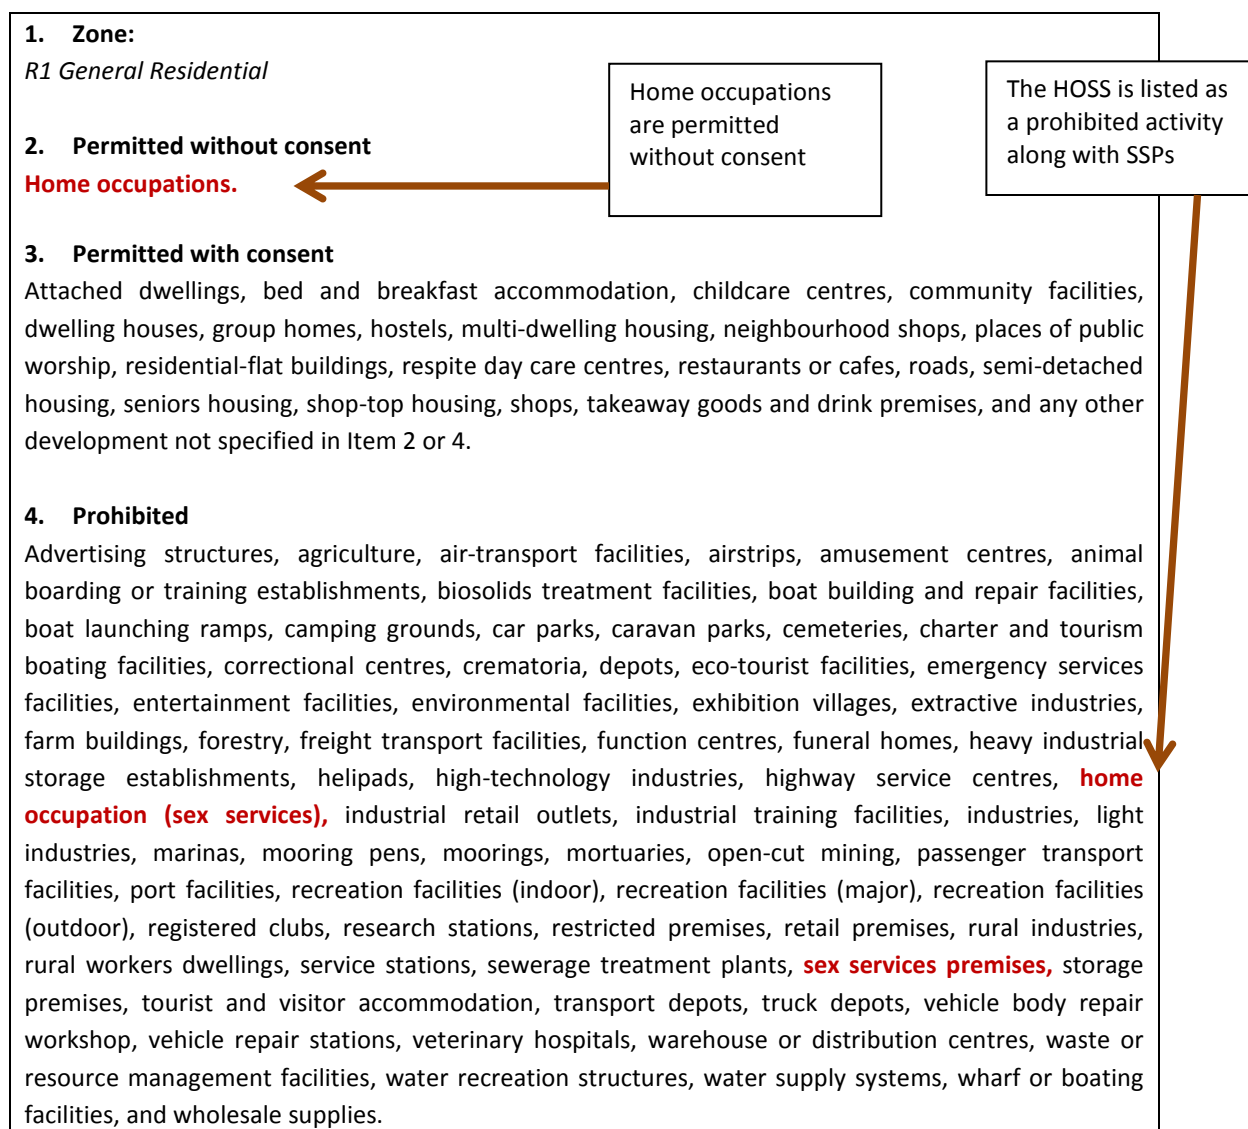 1. Zone:
R1 General Residential
Home occupations
are permitted
without consent
The HOSS is listed as
a prohibited activity
along with SSPs
2. Permitted without consent
Home occupations.
3. Permitted with consent
Attached dwellings, bed and breakfast accommodation, childcare centres, community facilities,
dwelling houses, group homes, hostels, multi-dwelling housing, neighbourhood shops, places of public
worship, residential-flat buildings, respite day care centres, restaurants or cafes, roads, semi-detached
housing, seniors housing, shop-top housing, shops, takeaway goods and drink premises, and any other
development not specified in Item 2 or 4.
4. Prohibited
Advertising structures, agriculture, air-transport facilities, airstrips, amusement centres, animal
boarding or training establishments, biosolids treatment facilities, boat building and repair facilities,
boat launching ramps, camping grounds, car parks, caravan parks, cemeteries, charter and tourism
boating facilities, correctional centres, crematoria, depots, eco-tourist facilities, emergency services
facilities, entertainment facilities, environmental facilities, exhibition villages, extractive industries,
farm buildings, forestry, freight transport facilities, function centres, funeral homes, heavy industrial
storage establishments, helipads, high-technology industries, highway service centres, home
occupation (sex services), industrial retail outlets, industrial training facilities, industries, light
industries, marinas, mooring pens, moorings, mortuaries, open-cut mining, passenger transport
facilities, port facilities, recreation facilities (indoor), recreation facilities (major), recreation facilities
(outdoor), registered clubs, research stations, restricted premises, retail premises, rural industries,
rural workers dwellings, service stations, sewerage treatment plants, sex services premises, storage
premises, tourist and visitor accommodation, transport depots, truck depots, vehicle body repair
workshop, vehicle repair stations, veterinary hospitals, warehouse or distribution centres, waste or
resource management facilities, water recreation structures, water supply systems, wharf or boating
facilities, and wholesale supplies.